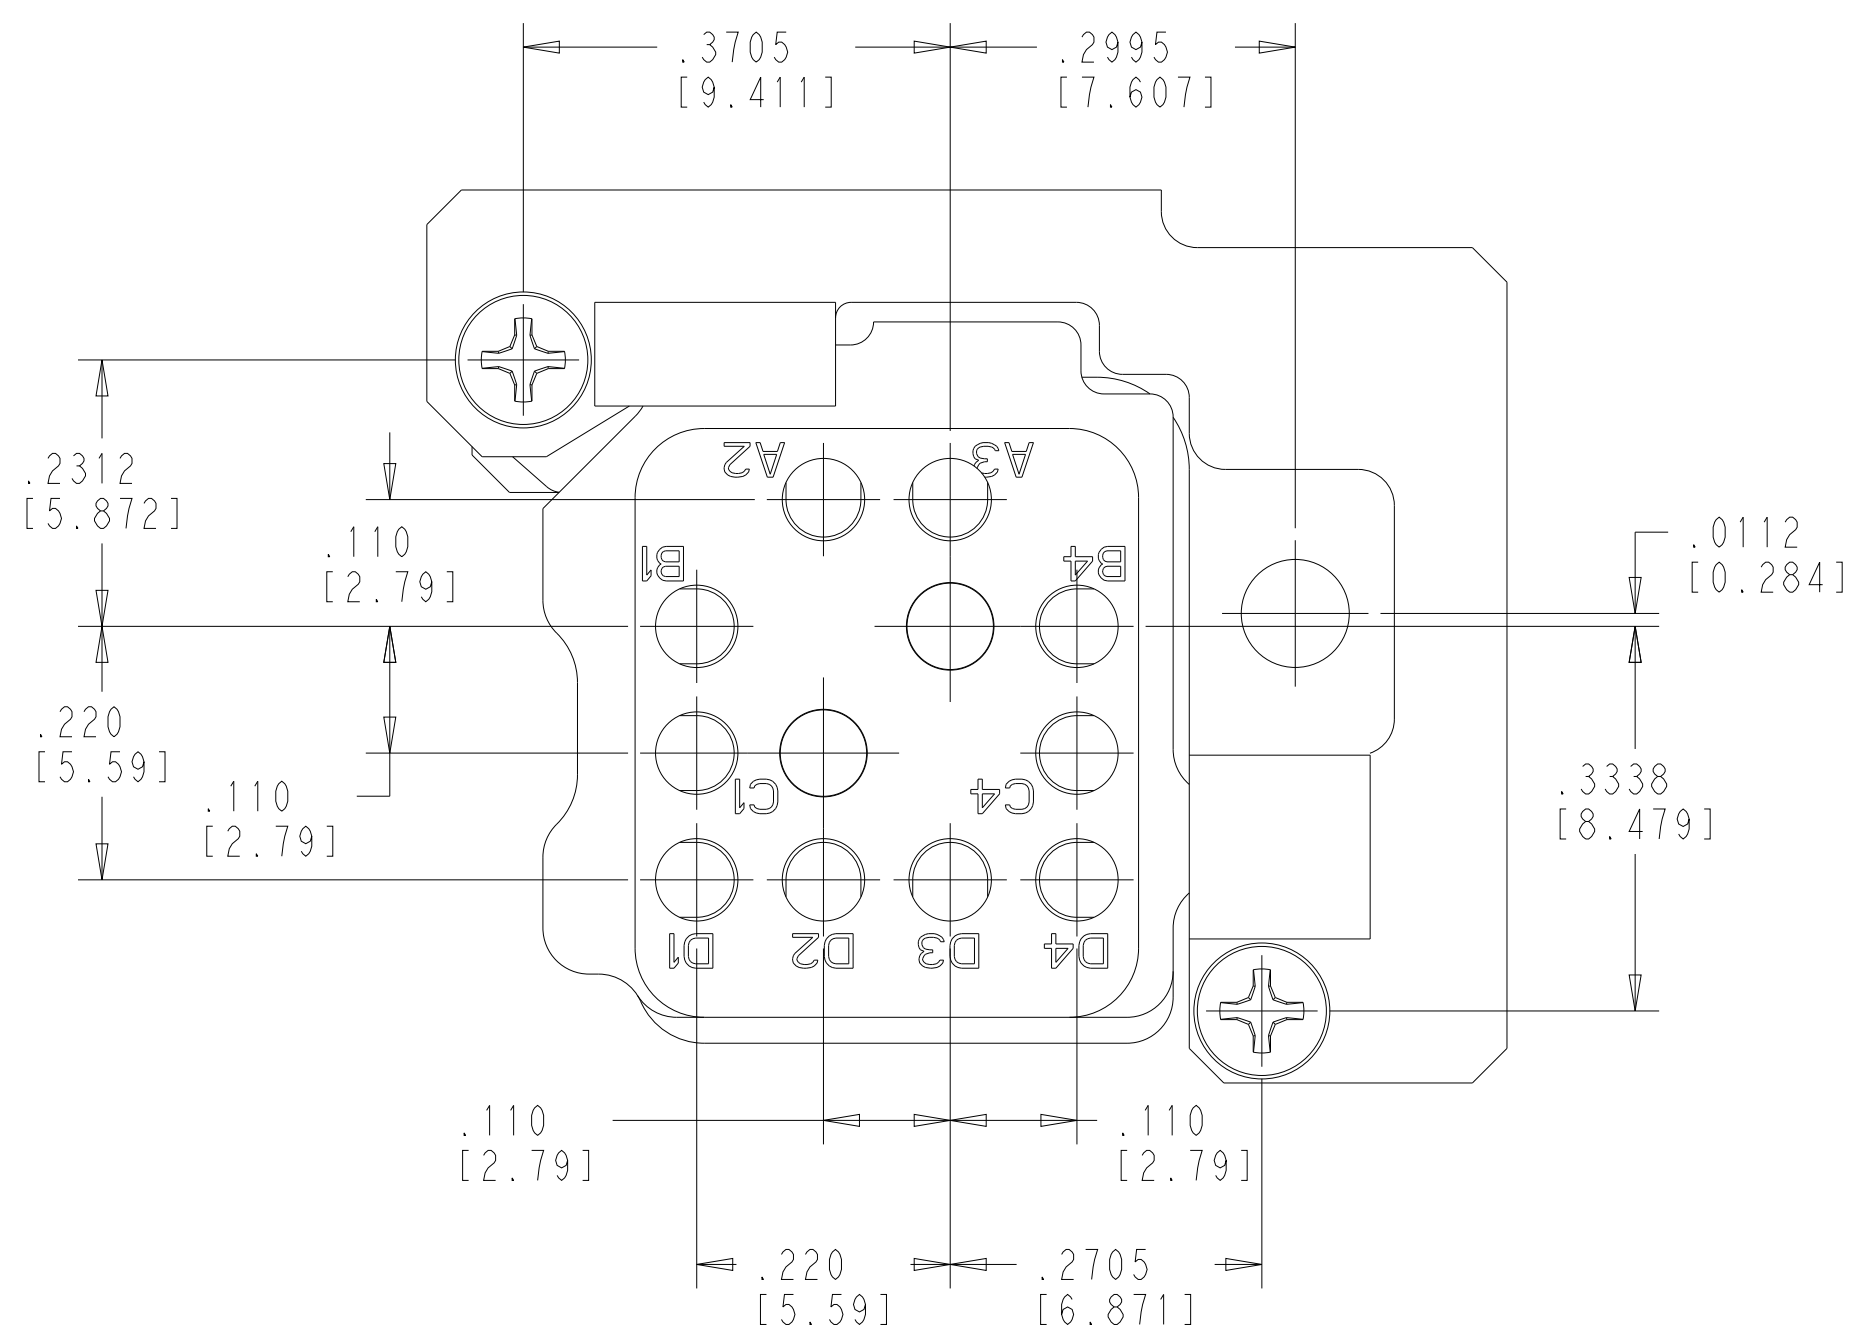 .3705
[9.411]
.2995
[7.607]
.2312
[5.872]
.110
[2.79]
.0112
[0.284]
.220
[5.59]
.110
[2.79]
.3338
[8.479]
A2
A3
B1
B4
C1
C4
D1
D2
D3
D4
.110
[2.79]
.110
[2.79]
.220
[5.59]
.2705
[6.871]